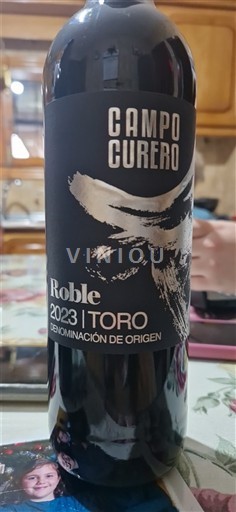 CAMPO
CURERO
VINIOU
Roble
2023 | TORO
DENOMINACIÓN DE ORIGEN